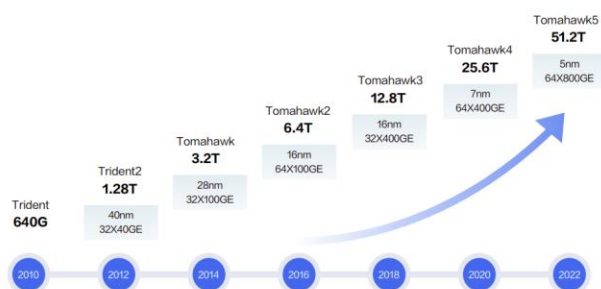 Trident
640G
Trident2
1.28T
40nm
32X40GE
Tomahawk
3.2T
28nm
32X100GE
Tomahawk2
6.4T
16nm
64X100GE
Tomahawk3
12.8T
16nm
32X400GE
Tomahawk4
25.6T
7nm
64X400GE
Tomahawk5
51.2T
5nm
64X800GE
2010
2012
2014
2016
2018
2020
2022